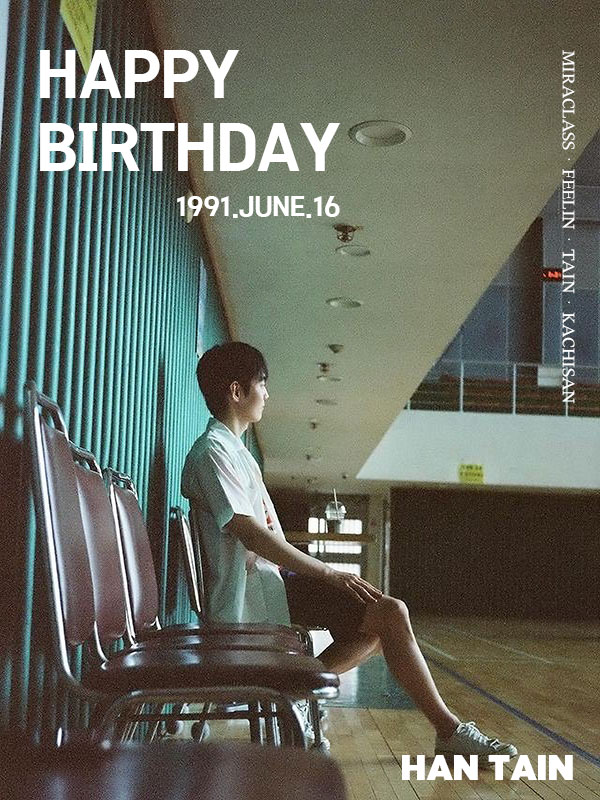 HAPPY
BIRTHDAY
1991.JUNE.16
MIRACLASS · FEELIN · TAIN · KACHISAN
HAN TAIN